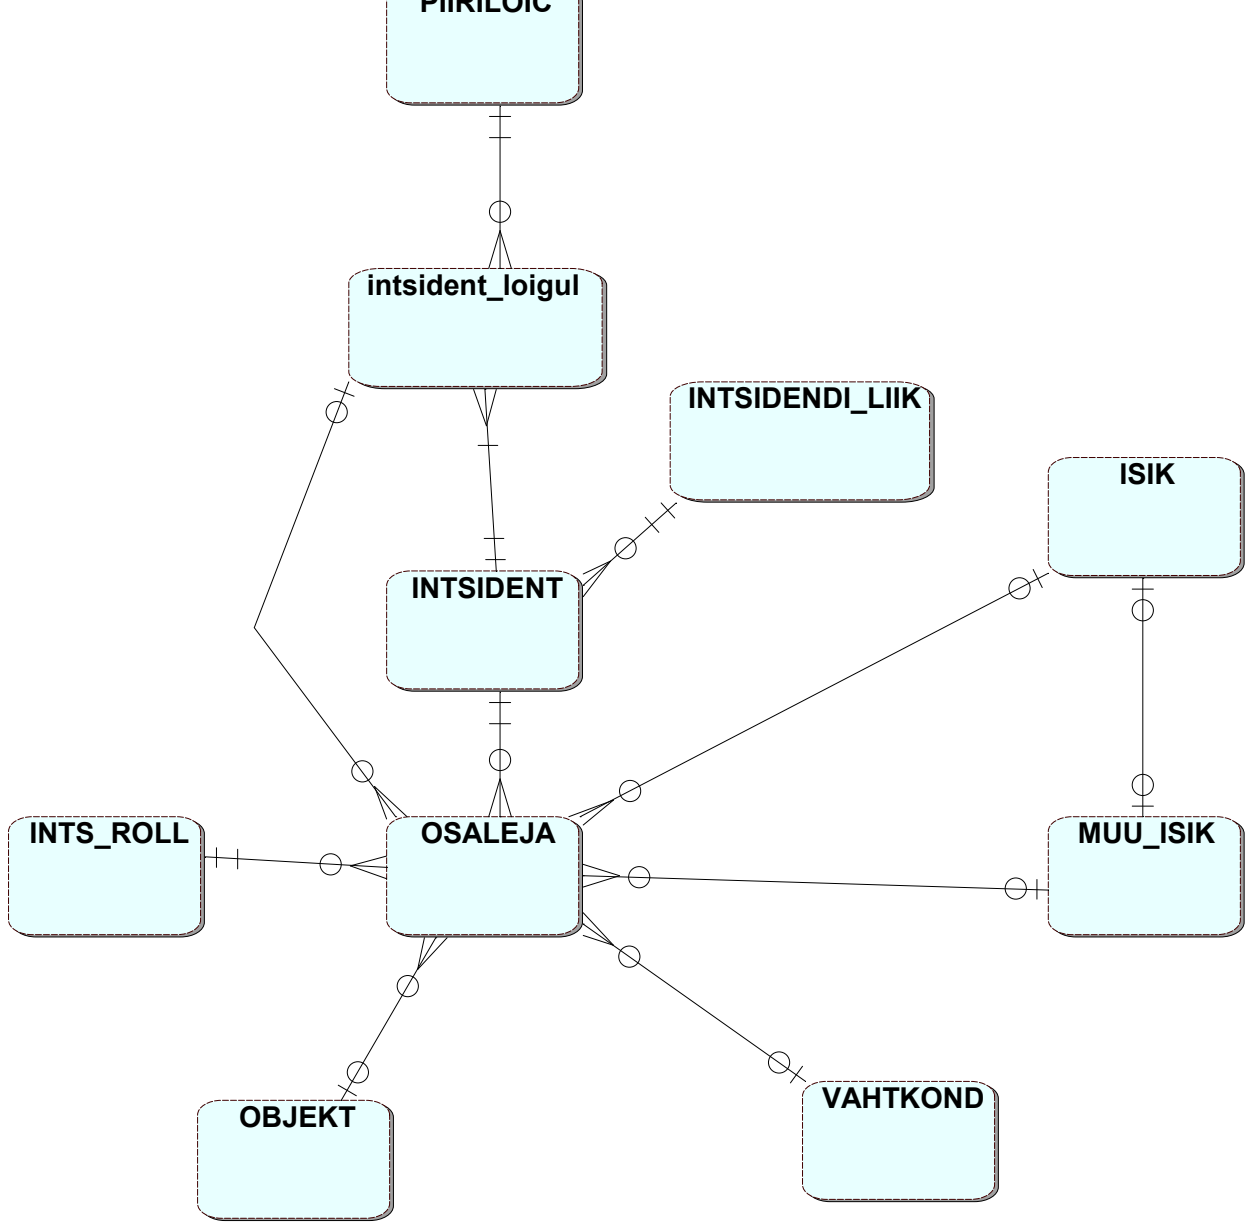 PIIRILOIC
intsident_loigul
INTSIDENDI_LIIK
ISIK
INTSIDENT
INTS_ROLL
OSALEJA
MUU_ISIK
VAHTKOND
OBJEKT